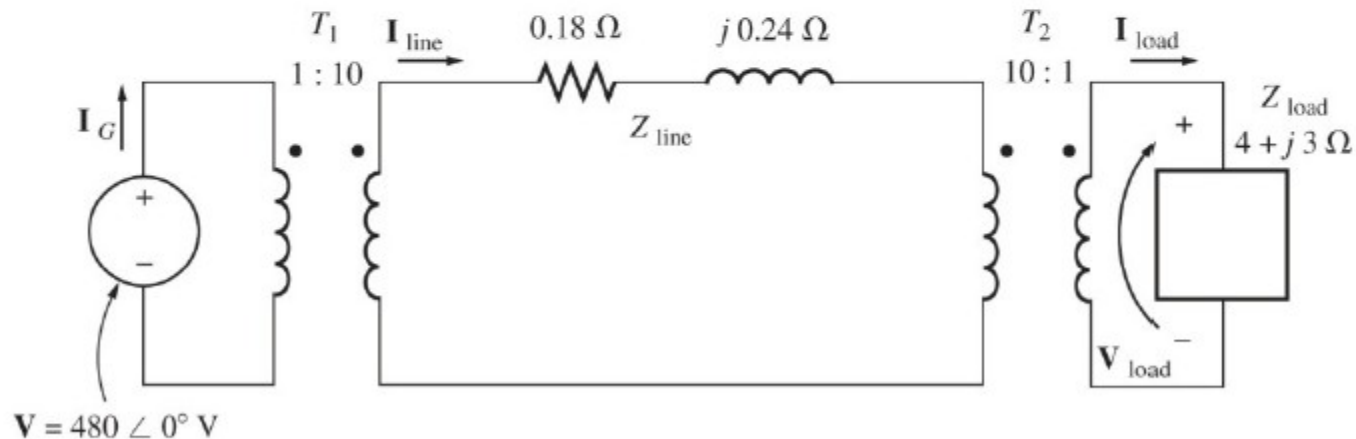 T₁
1 : 10
I line
0.18 Ω
j 0.24 Ω
Z line
T₂
10 : 1
I load
Z load
4 + j 3 Ω
I G
+
–
+
–
V load
V = 480 ∠ 0° V